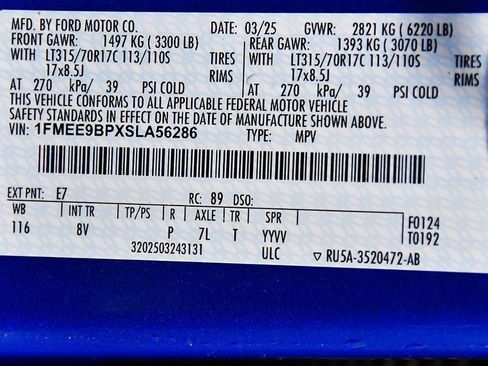 MFD. BY FORD MOTOR CO. DATE: 03/25 GVWR: 2821 KG (6220 LB)
FRONT GAWR: 1497 KG (3300 LB) REAR GAWR: 1393 KG (3070 LB)
WITH LT315/70R17C 113/110S TIRES WITH LT315/70R17C 113/110S TIRES
17x8.5J RIMS 17x8.5J RIMS
AT 270 kPa/ 39 PSI COLD AT 270 kPa/ 39 PSI COLD
THIS VEHICLE CONFORMS TO ALL APPLICABLE FEDERAL MOTOR VEHICLE
SAFETY STANDARDS IN EFFECT ON THE DATE OF MANUFACTURE SHOWN ABOVE.
VIN: 1FMEE9BPXSLA56286 TYPE: MPV
EXT PNT: E7 RC: 89 DSO:
WB INT TR TP/PS R AXLE TR SPR F0124
116 8V P 7L T YYVV T0192
3202503243131 ULC ▽ RU5A-3520472-AB